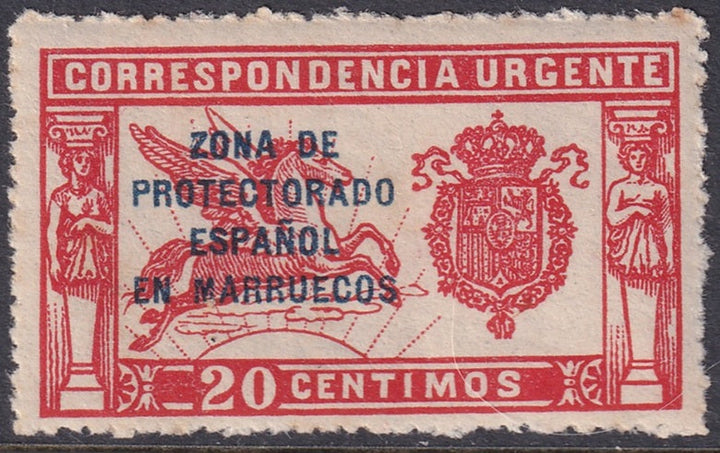 CORRESPONDENCIA URGENTE
ZONA DE
PROTECTORADO
ESPAÑOL
EN MARRUECOS
20 CENTIMOS